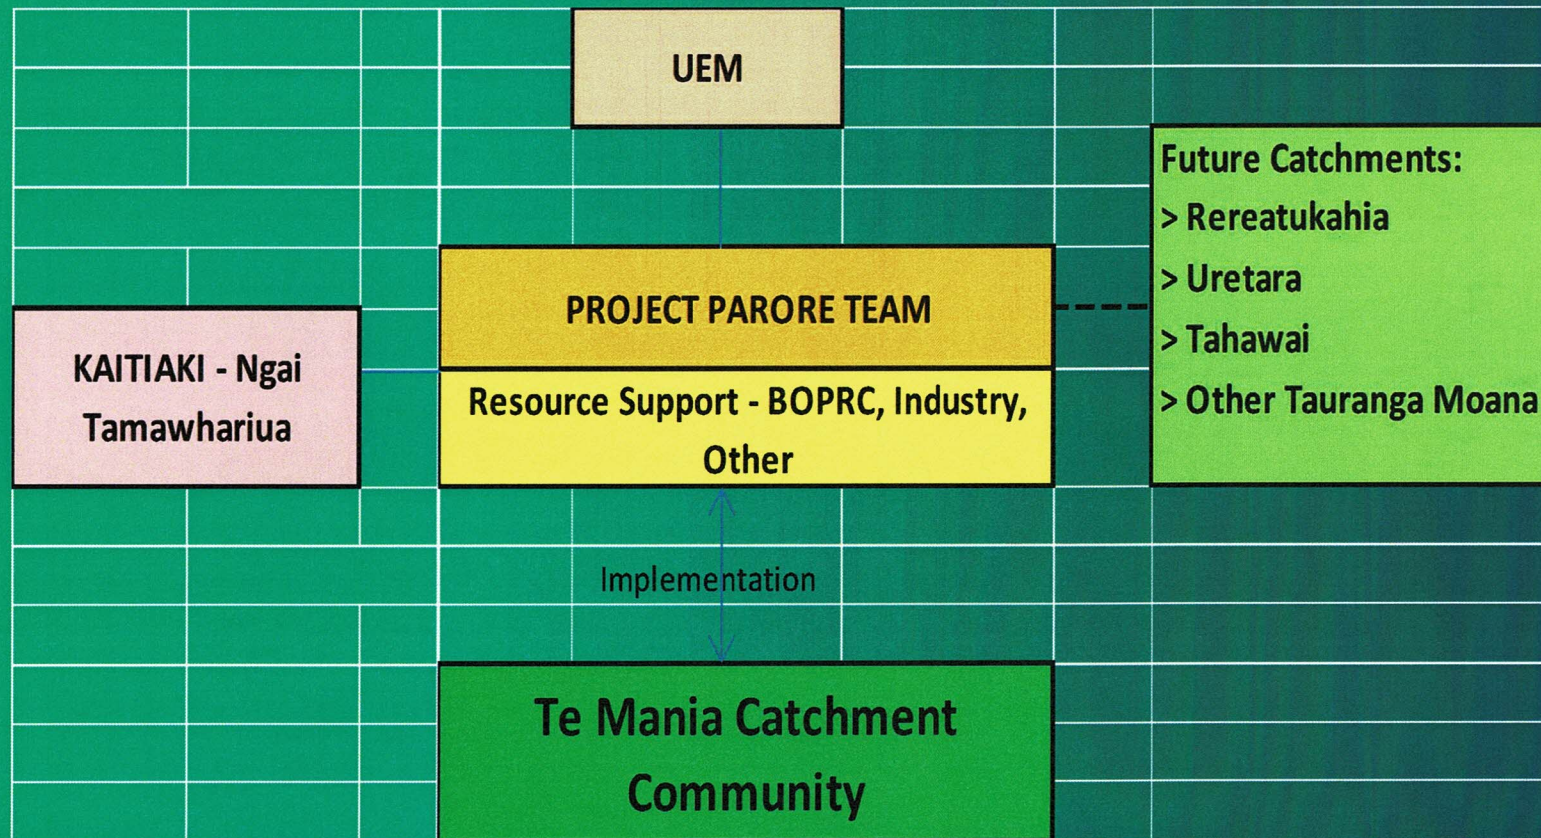 UEM
Future Catchments:
> Rereatukahia
> Uretara
> Tahawai
> Other Tauranga Moana
PROJECT PARORE TEAM
KAITIAKI - Ngai
Tamawhariua
Resource Support - BOPRC, Industry,
Other
Implementation
Te Mania Catchment
Community